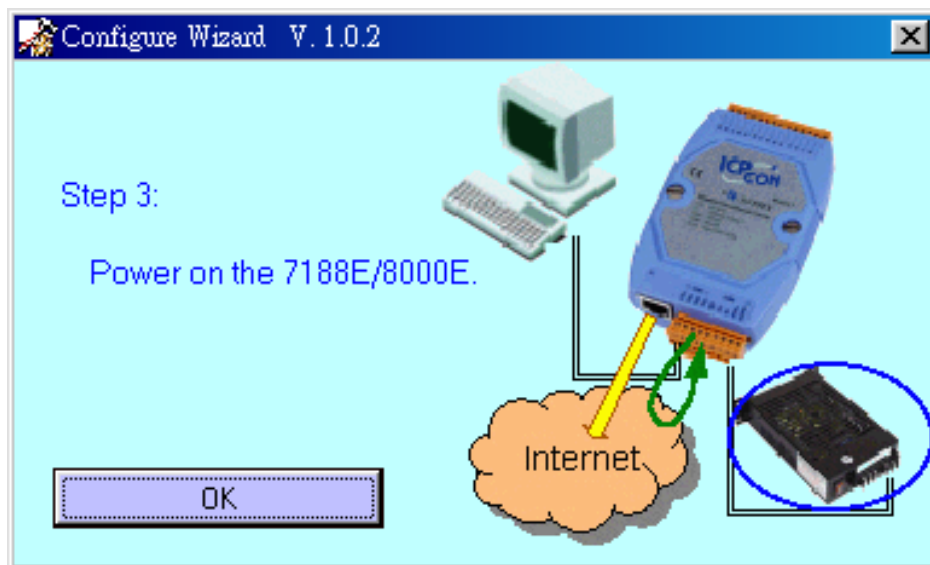 Configure Wizard V. 1.0.2
Step 3:
Power on the 7188E/8000E.
ICP
CON
Internet
OK